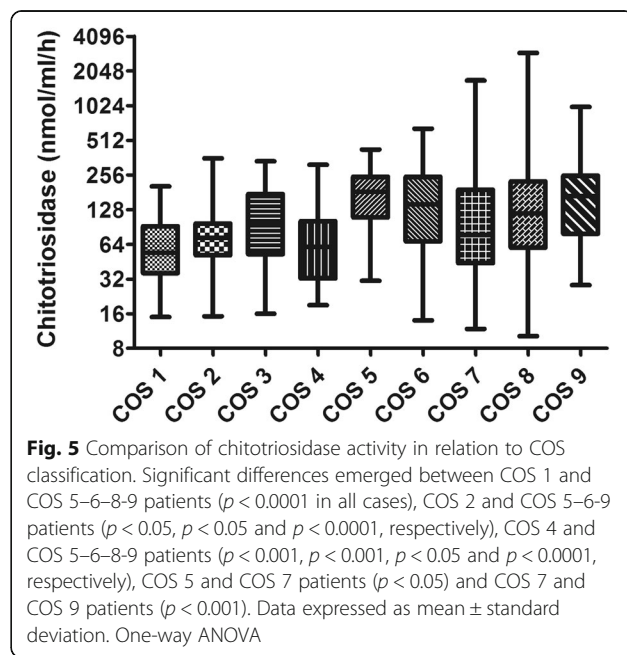 Chitotriosidase (nmol/ml/h)
4096
2048
1024
512
256
128
64
32
16
8
COS 1
COS 2
COS 3
COS 4
COS 5
COS 6
COS 7
COS 8
COS 9
Fig. 5 Comparison of chitotriosidase activity in relation to COS
classification. Significant differences emerged between COS 1 and
COS 5–6–8-9 patients (p < 0.0001 in all cases), COS 2 and COS 5–6-9
patients (p < 0.05, p < 0.05 and p < 0.0001, respectively), COS 4 and
COS 5–6–8-9 patients (p < 0.001, p < 0.001, p < 0.05 and p < 0.0001,
respectively), COS 5 and COS 7 patients (p < 0.05) and COS 7 and
COS 9 patients (p < 0.001). Data expressed as mean ± standard
deviation. One-way ANOVA